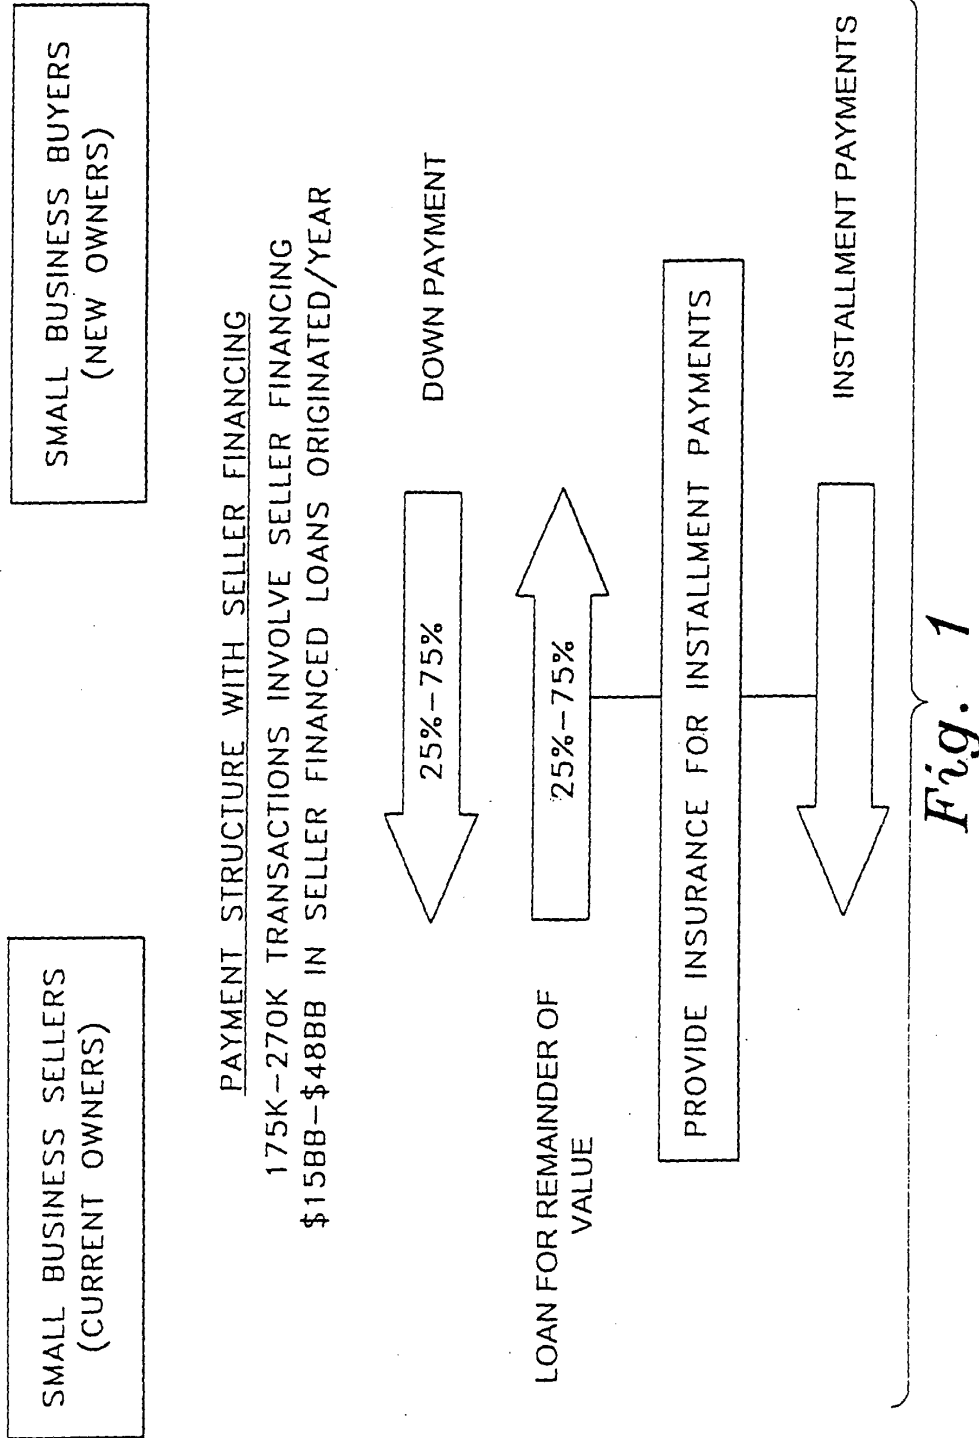 SMALL BUSINESS SELLERS
(CURRENT OWNERS)
SMALL BUSINESS BUYERS
(NEW OWNERS)
PAYMENT STRUCTURE WITH SELLER FINANCING
175K–270K TRANSACTIONS INVOLVE SELLER FINANCING
$15BB–$48BB IN SELLER FINANCED LOANS ORIGINATED/YEAR
25%–75%
DOWN PAYMENT
LOAN FOR REMAINDER OF
VALUE
25%–75%
PROVIDE INSURANCE FOR INSTALLMENT PAYMENTS
INSTALLMENT PAYMENTS
Fig. 1